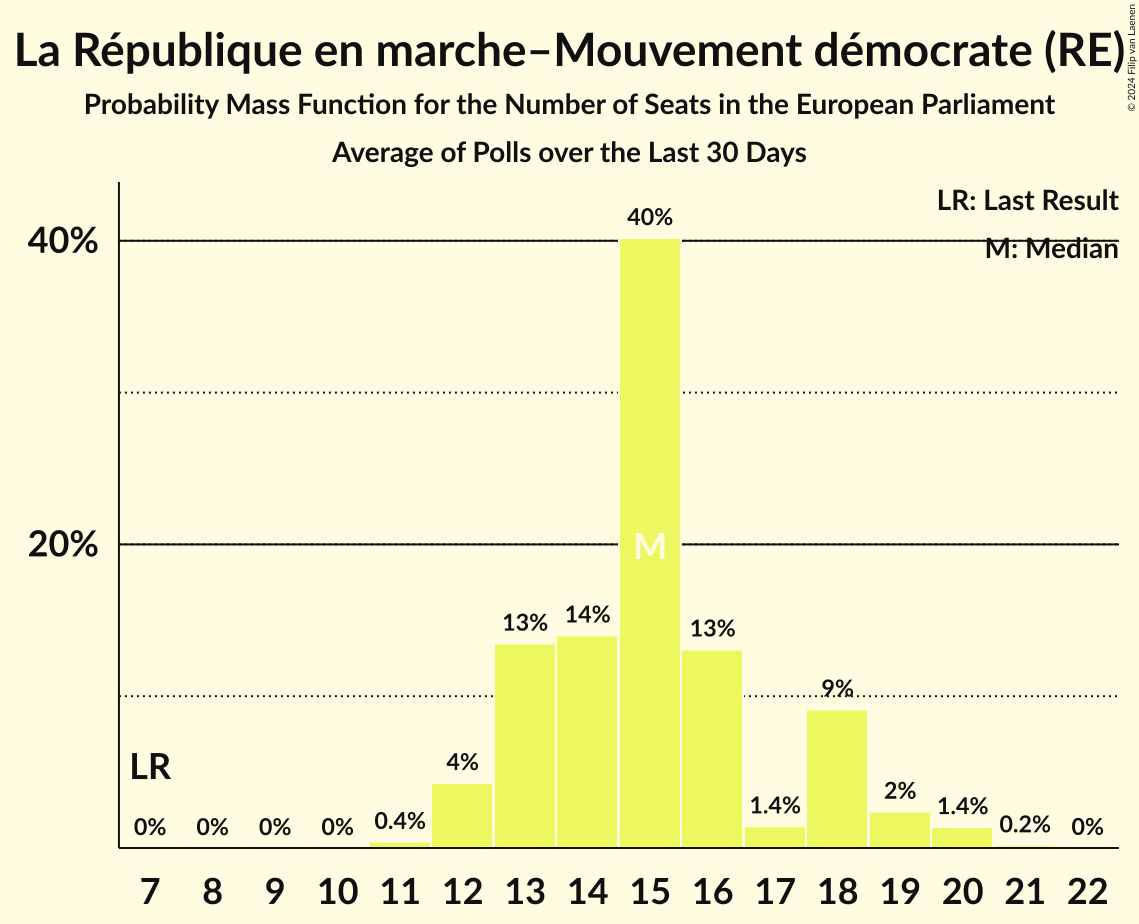 La République en marche–Mouvement démocrate (RE)
Probability Mass Function for the Number of Seats in the European Parliament
Average of Polls over the Last 30 Days
© 2024 Filip van Laenen
LR: Last Result
M: Median
40%
20%
40%
M
13%
14%
13%
9%
LR
4%
0%
0%
0%
0%
0.4%
1.4%
2%
1.4%
0.2%
0%
7 8 9 10 11 12 13 14 15 16 17 18 19 20 21 22